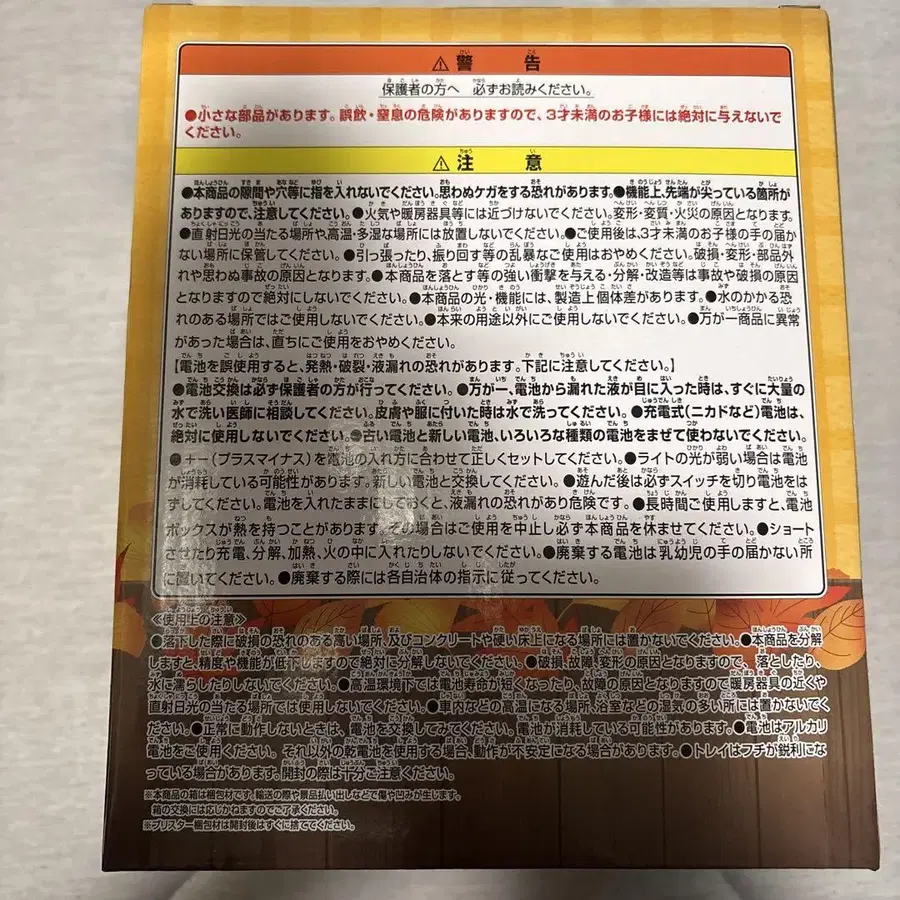 ⚠警告
保護者の方へ 必ずお読みください。
●小さな部品があります。誤飲・窒息の危険がありますので、3才未満のお子様には絶対に与えないで
ください。
⚠注意
●本商品の隙間や穴等に指を入れないでください。思わぬケガをする恐れがあります。●機能上、先端が尖っている箇所が
ありますので、注意してください。●火気や暖房器具等には近づけないでください。変形・変質・火災の原因となります。
●直射日光の当たる場所や高温・多湿な場所には放置しないでください。●ご使用後は、3才未満のお子様の手の届か
ない場所に保管してください。●引っ張ったり、振り回す等の乱暴なご使用はおやめください。破損・変形・部品外
れや思わぬ事故の原因となります。●本商品を落とす等の強い衝撃を与える・分解・改造等は事故や破損の原因
となりますので絶対にしないでください。●本商品の光・機能には、製造上個体差があります。●水のかかる恐
れのある場所ではご使用しないでください。●本来の用途以外にご使用しないでください。●万が一商品に異常
があった場合は、直ちにご使用をおやめください。
【電池を誤使用すると、発熱・破裂・液漏れの恐れがあります。下記に注意してください。】
●電池交換は必ず保護者の方が行ってください。●万が一、電池から漏れた液が目に入った時は、すぐに大量の
水で洗い医師に相談してください。皮膚や服に付いた時は水で洗ってください。●充電式(ニカドなど)電池は、
絶対に使用しないでください。●古い電池と新しい電池、いろいろな種類の電池をまぜて使わないでください。
●+-(プラスマイナス)を電池の入れ方に合わせて正しくセットしてください。●ライトの光が弱い場合は電池
が消耗している可能性があります。新しい電池と交換してください。●遊んだ後は必ずスイッチを切り電池をは
ずしてください。電池を入れたままにしておくと、液漏れの恐れがあり危険です。●長時間ご使用しますと、電池
ボックスが熱を持つことがあります。その場合はご使用を中止し必ず本商品を休ませてください。●ショート
させたり充電、分解、加熱、火の中に入れたりしないでください。●廃棄する電池は乳幼児の手の届かない所
に置いてください。●廃棄する際には各自治体の指示に従ってください。
≪使用上の注意≫
●落下した際に破損の恐れのある高い場所、及びコンクリートや硬い床上になる場所には置かないでください。●本商品を分解
しますと、精度や機能が低下しますので絶対に分解しないでください。●破損、故障、変形の原因となりますので、落としたり、
水に濡らしたりしないでください。●高温環境下では電池寿命が短くなったり、故障の原因となりますので暖房器具の近くや
直射日光の当たる場所では使用しないでください。●車内などの高温になる場所、浴室などの湿気の多い所には置かないでく
ださい。●正常に動作しないときは、電池を交換してみてください。電池が消耗している可能性があります。●電池はアルカリ
電池をご使用ください。それ以外の乾電池を使用する場合、動作が不安定になる場合があります。●トレイはフチが鋭利にな
っている場合があります。開封の際は十分ご注意ください。
※本商品の箱は梱包材です。輸送の際や景品払い出しなどで傷や凹みが生じます。
箱の交換には応じかねますのでご了承ください。
※ブリスター梱包材は開封後はすぐに捨ててください。